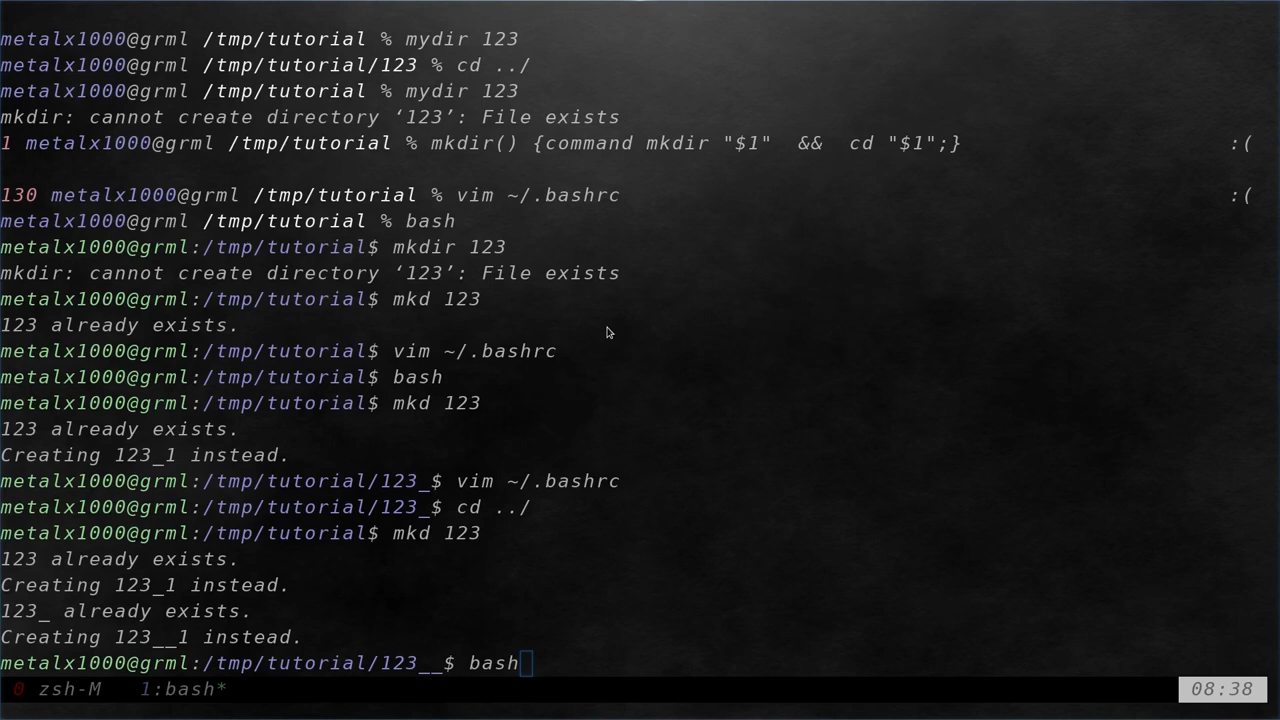 metalx1000@grml /tmp/tutorial % mydir 123
metalx1000@grml /tmp/tutorial/123 % cd ../
metalx1000@grml /tmp/tutorial % mydir 123
mkdir: cannot create directory ‘123’: File exists
1 metalx1000@grml /tmp/tutorial % mkdir() {command mkdir "$1"  &&  cd "$1";} :(
130 metalx1000@grml /tmp/tutorial % vim ~/.bashrc :(
metalx1000@grml /tmp/tutorial % bash
metalx1000@grml:/tmp/tutorial$ mkdir 123
mkdir: cannot create directory ‘123’: File exists
metalx1000@grml:/tmp/tutorial$ mkd 123
123 already exists.
metalx1000@grml:/tmp/tutorial$ vim ~/.bashrc
metalx1000@grml:/tmp/tutorial$ bash
metalx1000@grml:/tmp/tutorial$ mkd 123
123 already exists.
Creating 123_1 instead.
metalx1000@grml:/tmp/tutorial/123_$ vim ~/.bashrc
metalx1000@grml:/tmp/tutorial/123_$ cd ../
metalx1000@grml:/tmp/tutorial$ mkd 123
123 already exists.
Creating 123_1 instead.
123_ already exists.
Creating 123__1 instead.
metalx1000@grml:/tmp/tutorial/123__$ bash
0 zsh-M 1:bash* 08:38